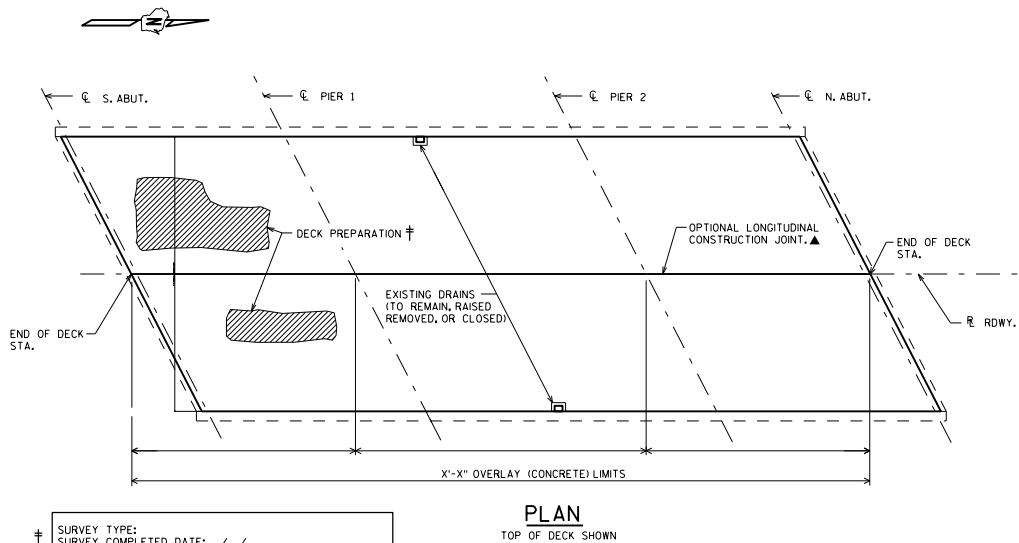 N
℄ S. ABUT.
℄ PIER 1
℄ PIER 2
℄ N. ABUT.
DECK PREPARATION ‡
OPTIONAL LONGITUDINAL
CONSTRUCTION JOINT.▲
END OF DECK
STA.
EXISTING DRAINS
(TO REMAIN, RAISED
REMOVED, OR CLOSED)
END OF DECK
STA.
RDWY.
X'-X" OVERLAY (CONCRETE) LIMITS
PLAN
TOP OF DECK SHOWN
‡ SURVEY TYPE:
SURVEY COMPLETED DATE: / /